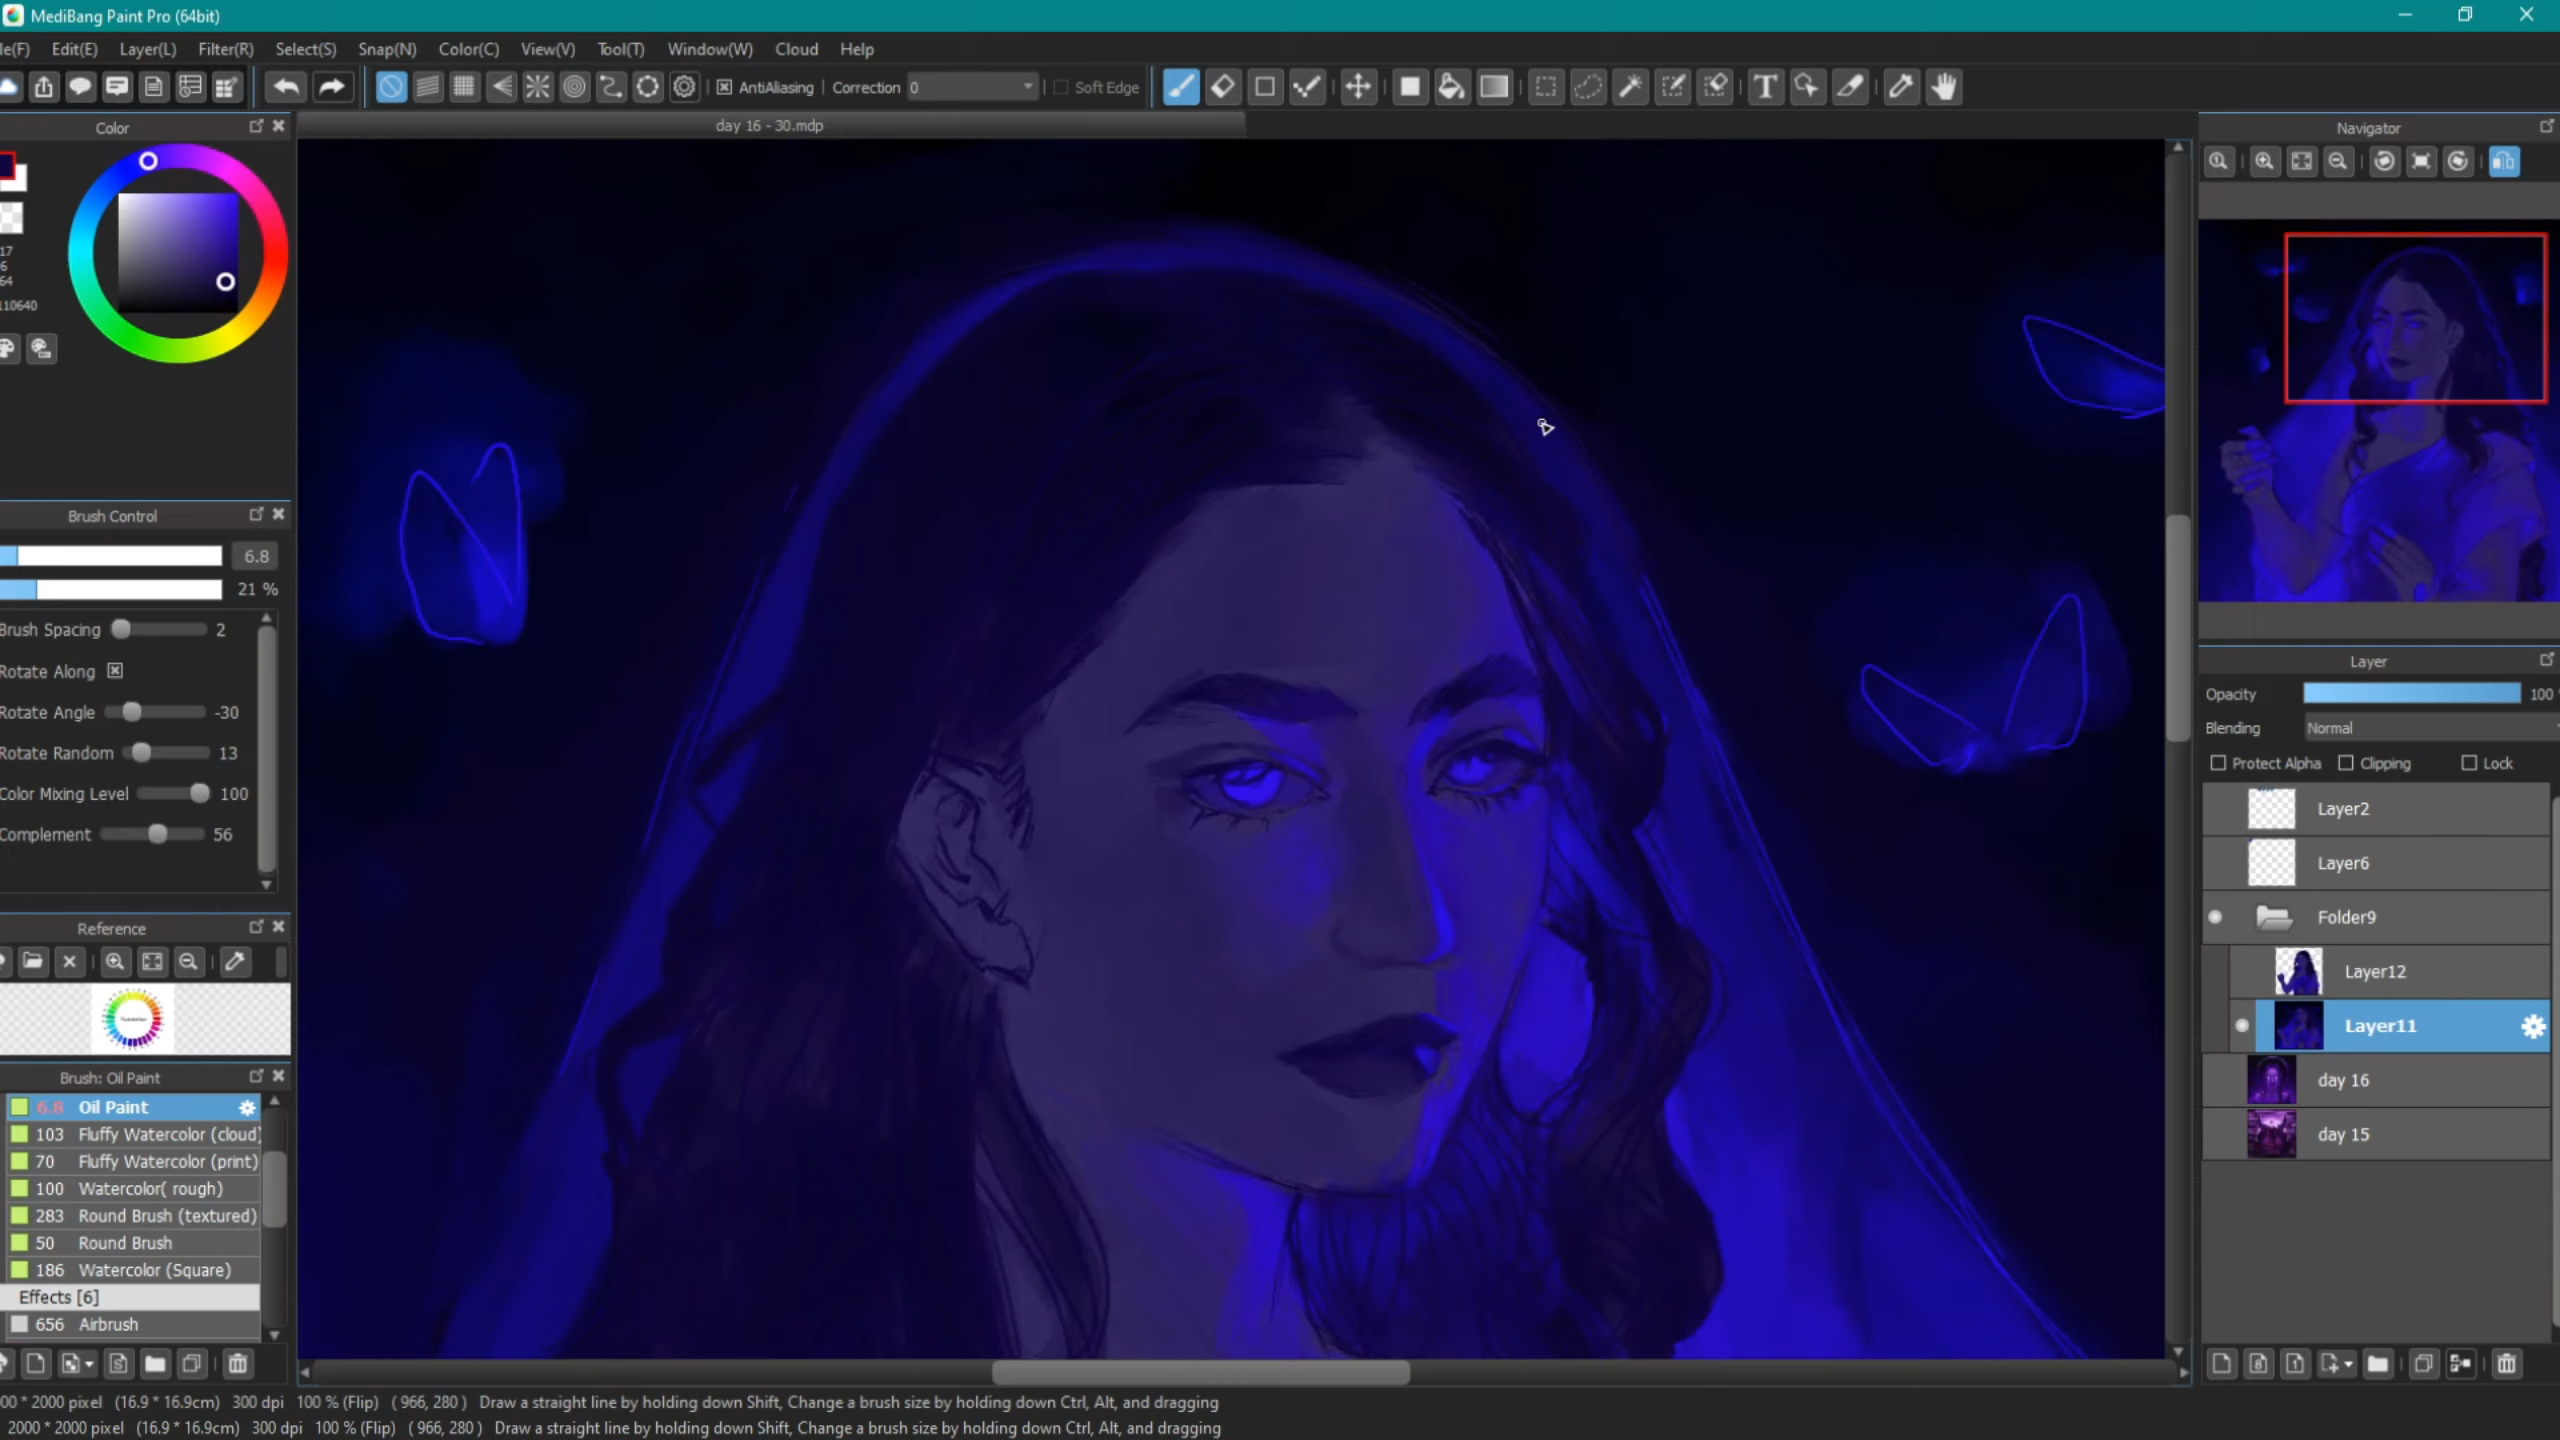 MediBang Paint Pro (64bit)
le(F) Edit(E) Layer(L) Filter(R) Select(S) Snap(N) Color(C) View(V) Tool(T) Window(W) Cloud Help
AntiAliasing Correction 0 Soft Edge
Color
day 16 - 30.mdp
Navigator
17
6
64
110640
Brush Control
6.8
21 %
Brush Spacing 2
Rotate Along
Rotate Angle -30
Rotate Random 13
Color Mixing Level 100
Complement 56
Reference
Brush: Oil Paint
6.8 Oil Paint
103 Fluffy Watercolor (cloud)
70 Fluffy Watercolor (print)
100 Watercolor( rough)
283 Round Brush (textured)
50 Round Brush
186 Watercolor (Square)
Effects [6]
656 Airbrush
Layer
Opacity 100
Blending Normal
Protect Alpha Clipping Lock
Layer2
Layer6
Folder9
Layer12
Layer11
day 16
day 15
00 * 2000 pixel (16.9 * 16.9cm) 300 dpi 100 % (Flip) ( 966, 280 ) Draw a straight line by holding down Shift, Change a brush size by holding down Ctrl, Alt, and dragging
2000 * 2000 pixel (16.9 * 16.9cm) 300 dpi 100 % (Flip) ( 966, 280 ) Draw a straight line by holding down Shift, Change a brush size by holding down Ctrl, Alt, and dragging